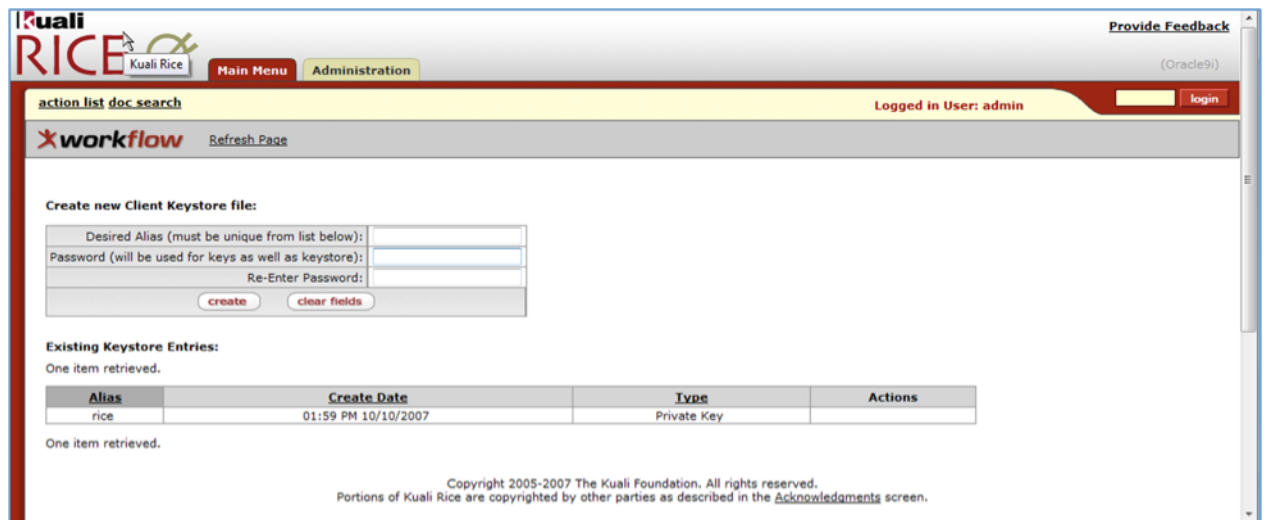 Kuali
RICE
Kuali Rice
Main Menu Administration
Provide Feedback
(Oracle9i)
action list doc search
Logged in User: admin
login
workflow Refresh Page
Create new Client Keystore file:
Desired Alias (must be unique from list below):
Password (will be used for keys as well as keystore):
Re-Enter Password:
create clear fields
Existing Keystore Entries:
One item retrieved.
Alias Create Date Type Actions
rice 01:59 PM 10/10/2007 Private Key
One item retrieved.
Copyright 2005-2007 The Kuali Foundation. All rights reserved.
Portions of Kuali Rice are copyrighted by other parties as described in the Acknowledgments screen.